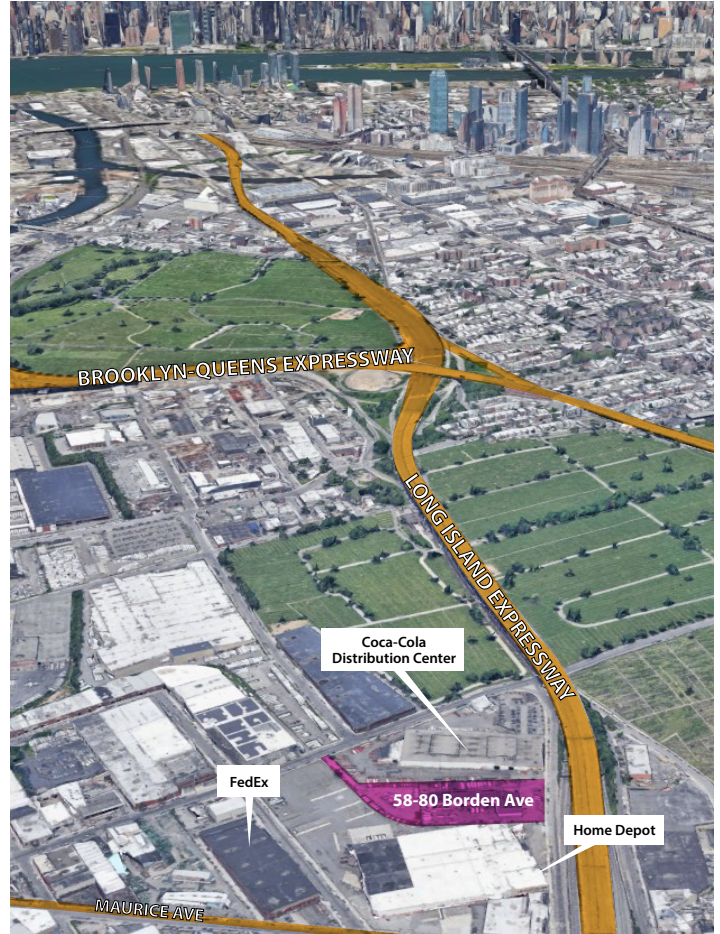 BROOKLYN-QUEENS EXPRESSWAY
LONG ISLAND EXPRESSWAY
Coca-Cola
Distribution Center
FedEx
58-80 Borden Ave
Home Depot
MAURICE AVE